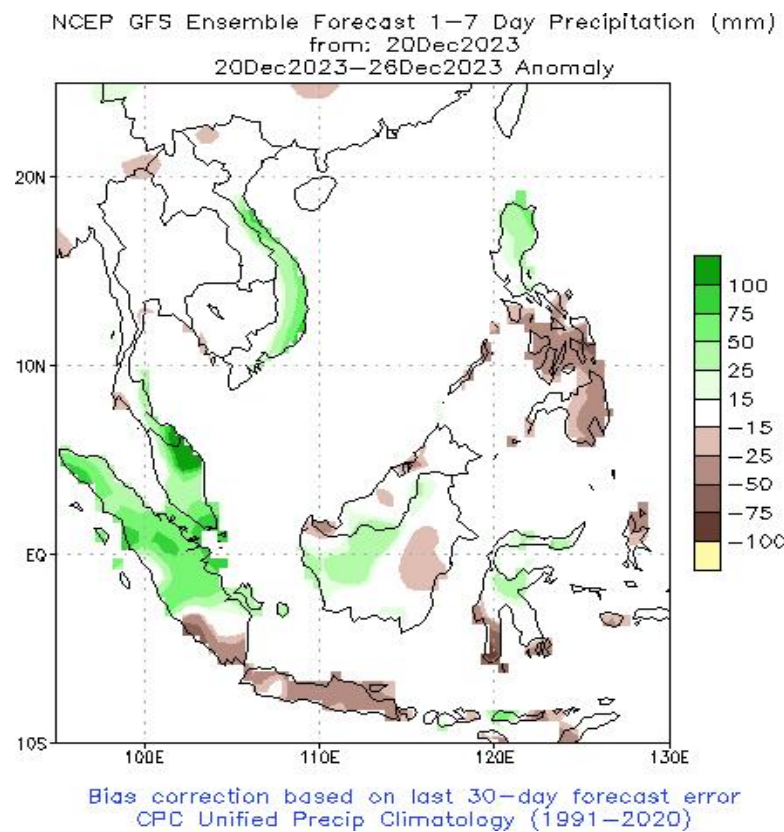 NCEP GFS Ensemble Forecast 1-7 Day Precipitation (mm)
from: 20Dec2023
20Dec2023-26Dec2023 Anomaly
20N
10N
EQ
10S
100E
110E
120E
130E
100
75
50
25
15
-15
-25
-50
-75
-100
Bias correction based on last 30-day forecast error
CPC Unified Precip Climatology (1991-2020)